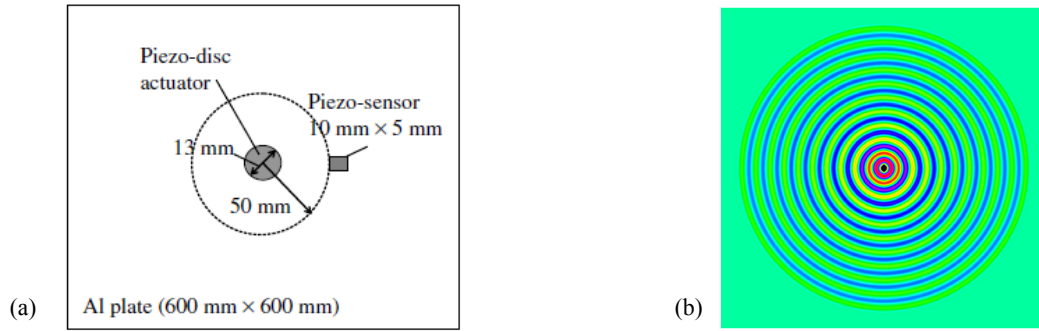 Piezo-disc
actuator
Piezo-sensor
10 mm × 5 mm
13 mm
50 mm
(a)
Al plate (600 mm × 600 mm)
(b)